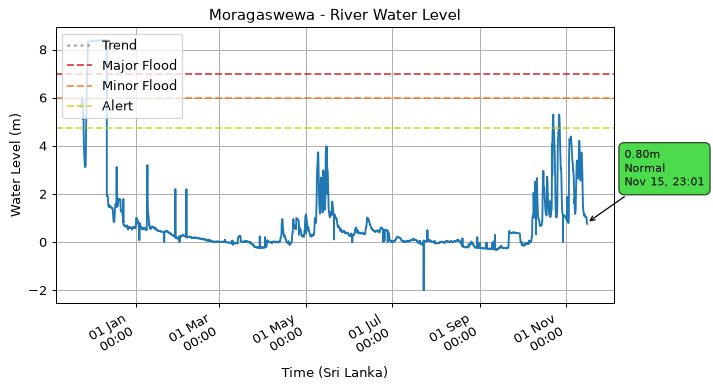 Moragaswewa - River Water Level
Trend
Major Flood
Minor Flood
Alert
8
6
4
2
0
−2
Water Level (m)
0.80m
Normal
Nov 15, 23:01
01 Jan
00:00
01 Mar
00:00
01 May
00:00
01 Jul
00:00
01 Sep
00:00
01 Nov
00:00
Time (Sri Lanka)